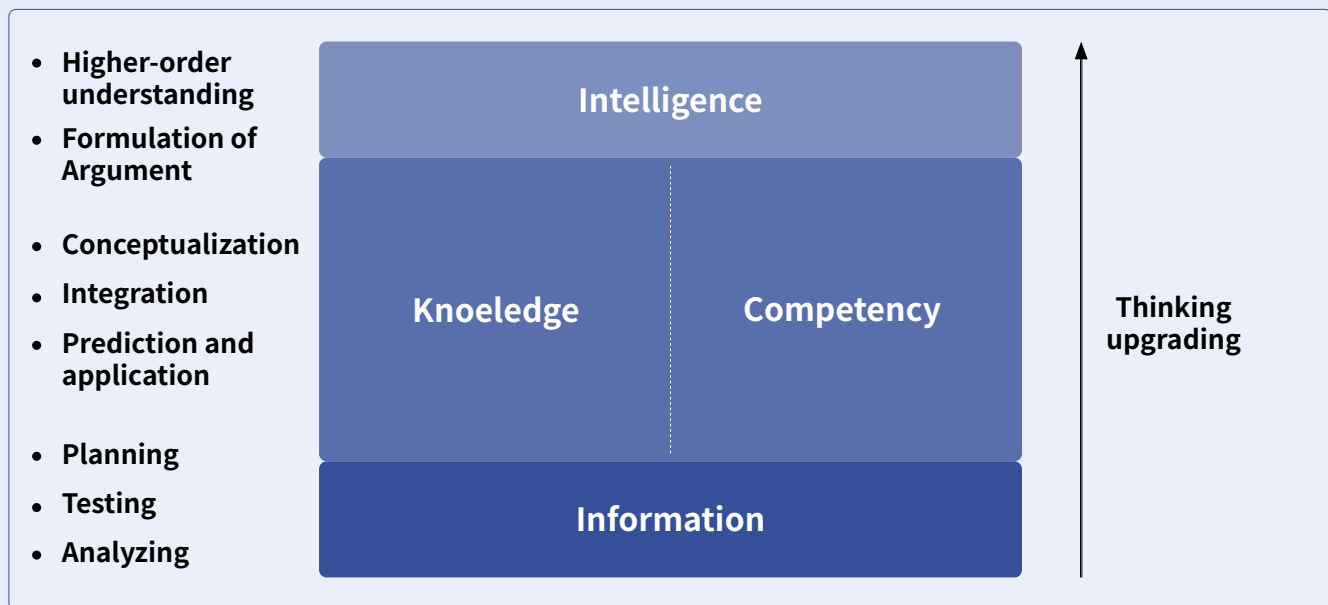 • Higher-order
understanding
• Formulation of
Argument
• Conceptualization
• Integration
• Prediction and
application
• Planning
• Testing
• Analyzing
Intelligence
Knoeledge
Competency
Information
Thinking
upgrading